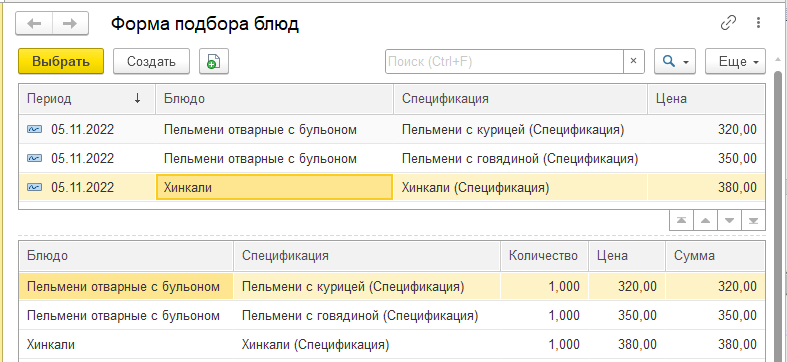 Форма подбора блюд
Выбрать Создать Поиск (Ctrl+F) × Еще
Период ↓ Блюдо Спецификация Цена
05.11.2022 Пельмени отварные с бульоном Пельмени с курицей (Спецификация) 320,00
05.11.2022 Пельмени отварные с бульоном Пельмени с говядиной (Спецификация) 350,00
05.11.2022 Хинкали Хинкали (Спецификация) 380,00
Блюдо Спецификация Количество Цена Сумма
Пельмени отварные с бульоном Пельмени с курицей (Спецификация) 1,000 320,00 320,00
Пельмени отварные с бульоном Пельмени с говядиной (Спецификация) 1,000 350,00 350,00
Хинкали Хинкали (Спецификация) 1,000 380,00 380,00